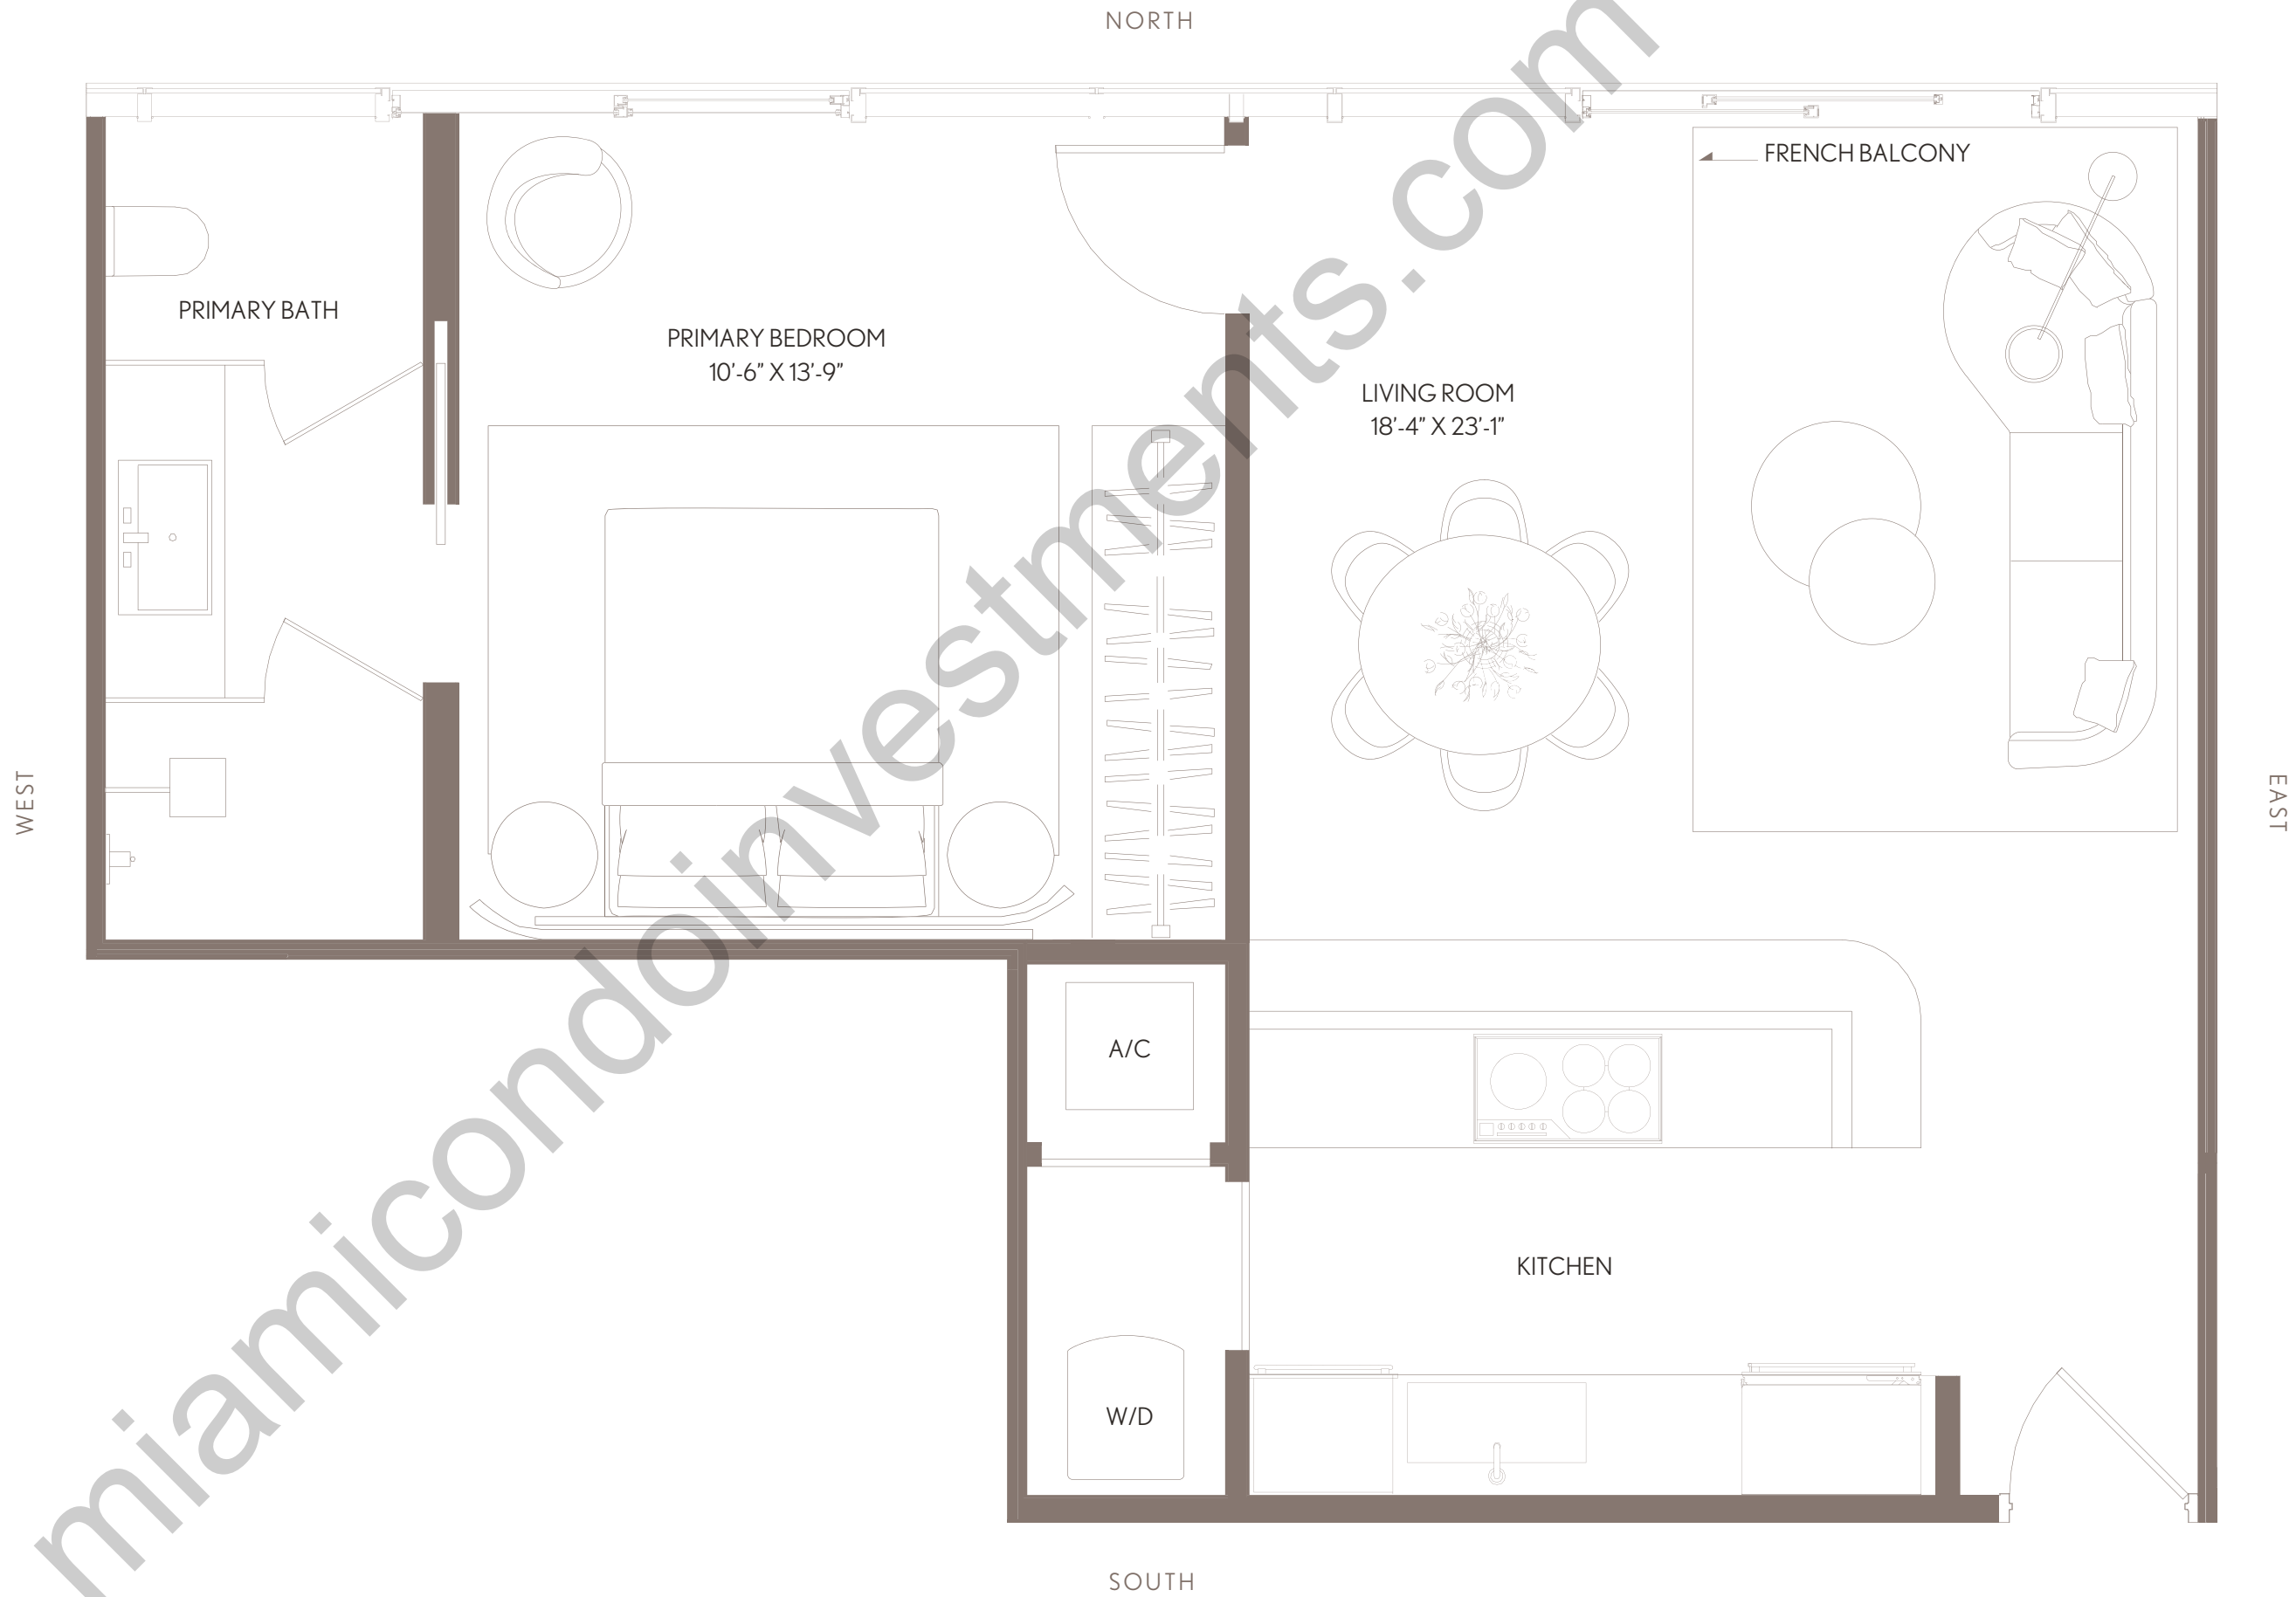 NORTH
FRENCH BALCONY
PRIMARY BATH
PRIMARY BEDROOM
10'-6” X 13'-9”
LIVING ROOM
18'-4” X 23'-1”
WEST
EAST
A/C
KITCHEN
W/D
SOUTH
miamicondoinvestments.com